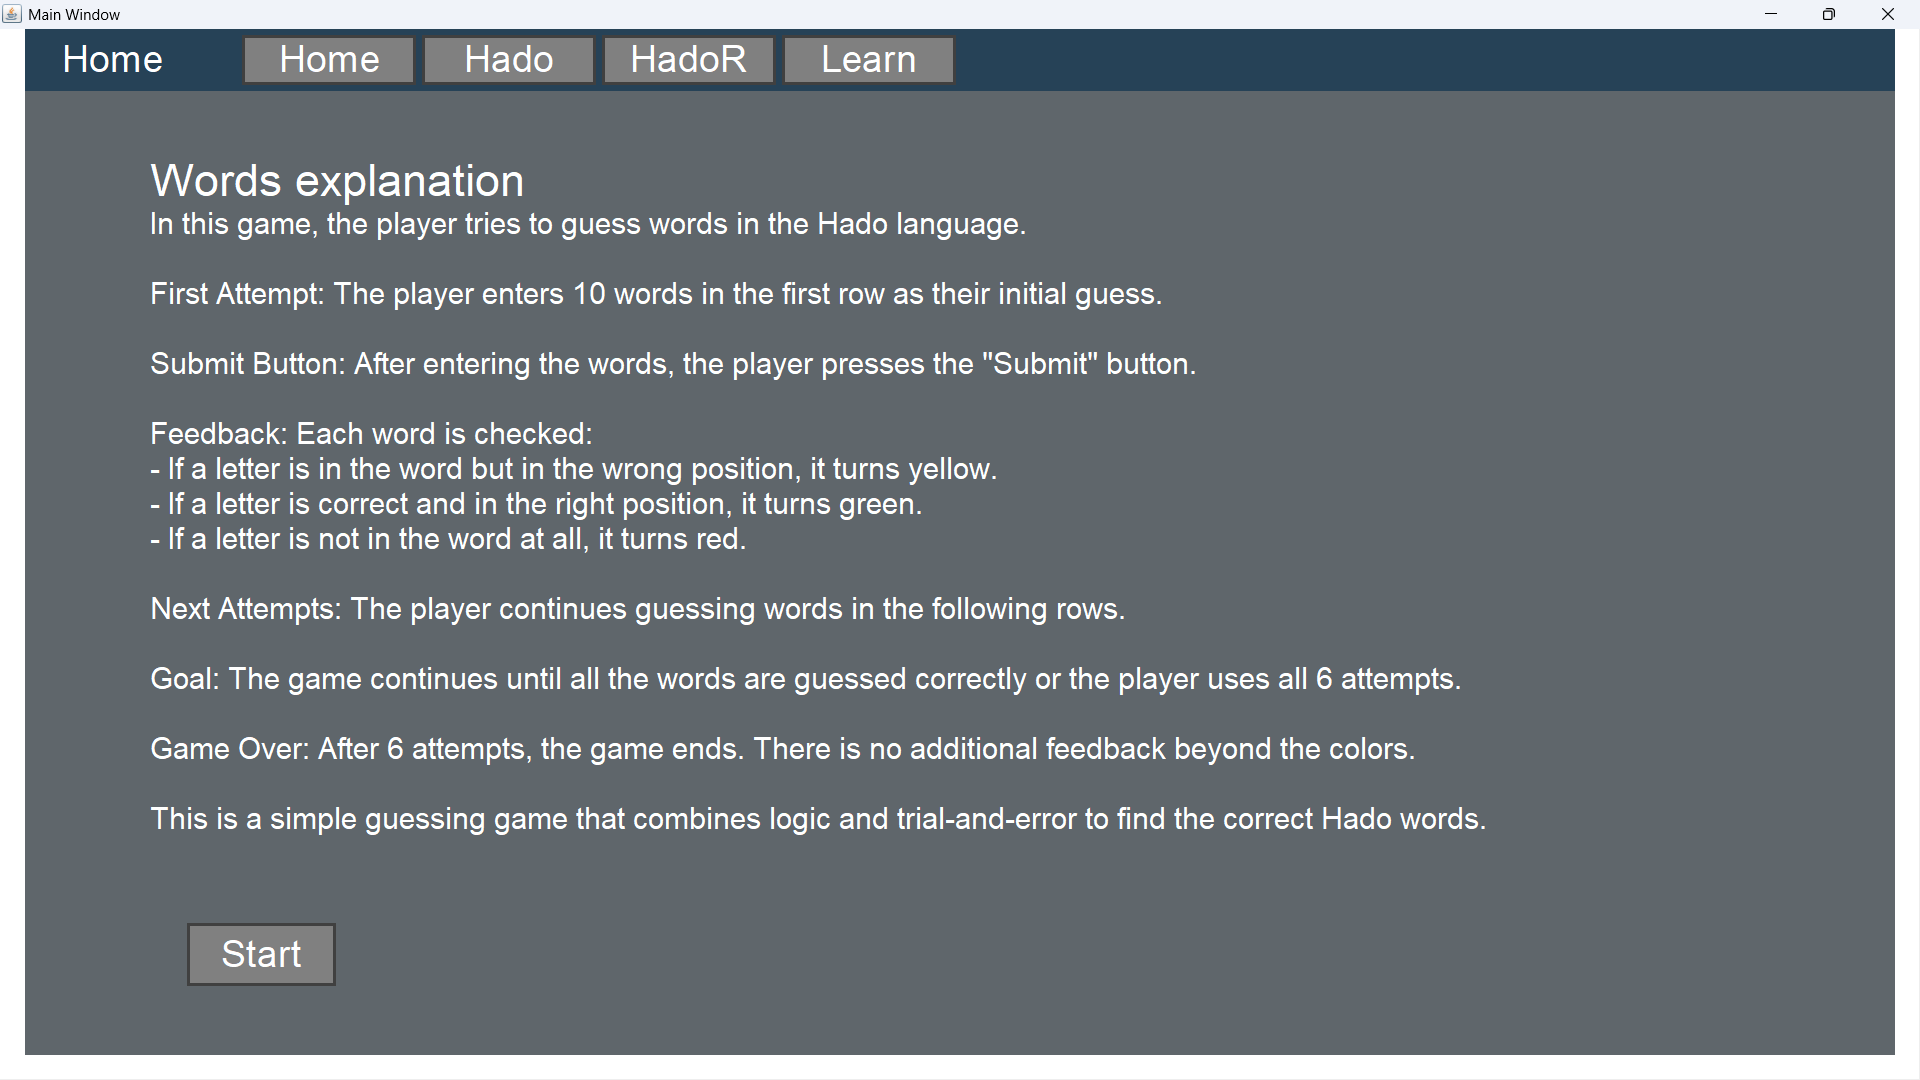 Main Window
Home Home Hado HadoR Learn
Words explanation
In this game, the player tries to guess words in the Hado language.
First Attempt: The player enters 10 words in the first row as their initial guess.
Submit Button: After entering the words, the player presses the "Submit" button.
Feedback: Each word is checked:
- If a letter is in the word but in the wrong position, it turns yellow.
- If a letter is correct and in the right position, it turns green.
- If a letter is not in the word at all, it turns red.
Next Attempts: The player continues guessing words in the following rows.
Goal: The game continues until all the words are guessed correctly or the player uses all 6 attempts.
Game Over: After 6 attempts, the game ends. There is no additional feedback beyond the colors.
This is a simple guessing game that combines logic and trial-and-error to find the correct Hado words.
Start